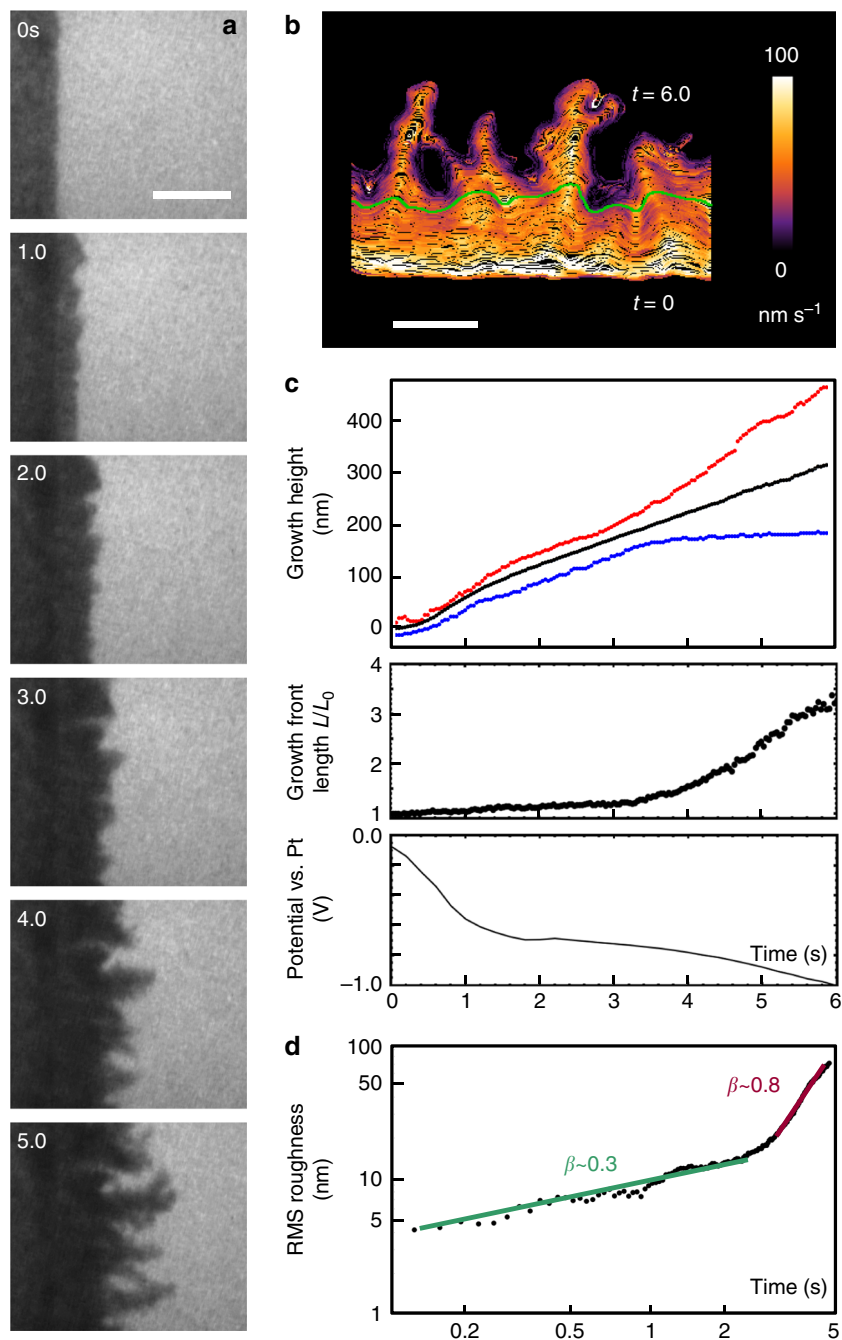 a
0s
1.0
2.0
3.0
4.0
5.0
b
t = 6.0
t = 0
100
0
nm s⁻¹
c
Growth height
(nm)
400
300
200
100
0
Growth front
length L/L₀
4
3
2
1
Potential vs. Pt
(V)
0.0
−1.0
Time (s)
0 1 2 3 4 5 6
d
RMS roughness
(nm)
100
50
10
5
1
β~0.3
β~0.8
Time (s)
0.2 0.5 1 2 5